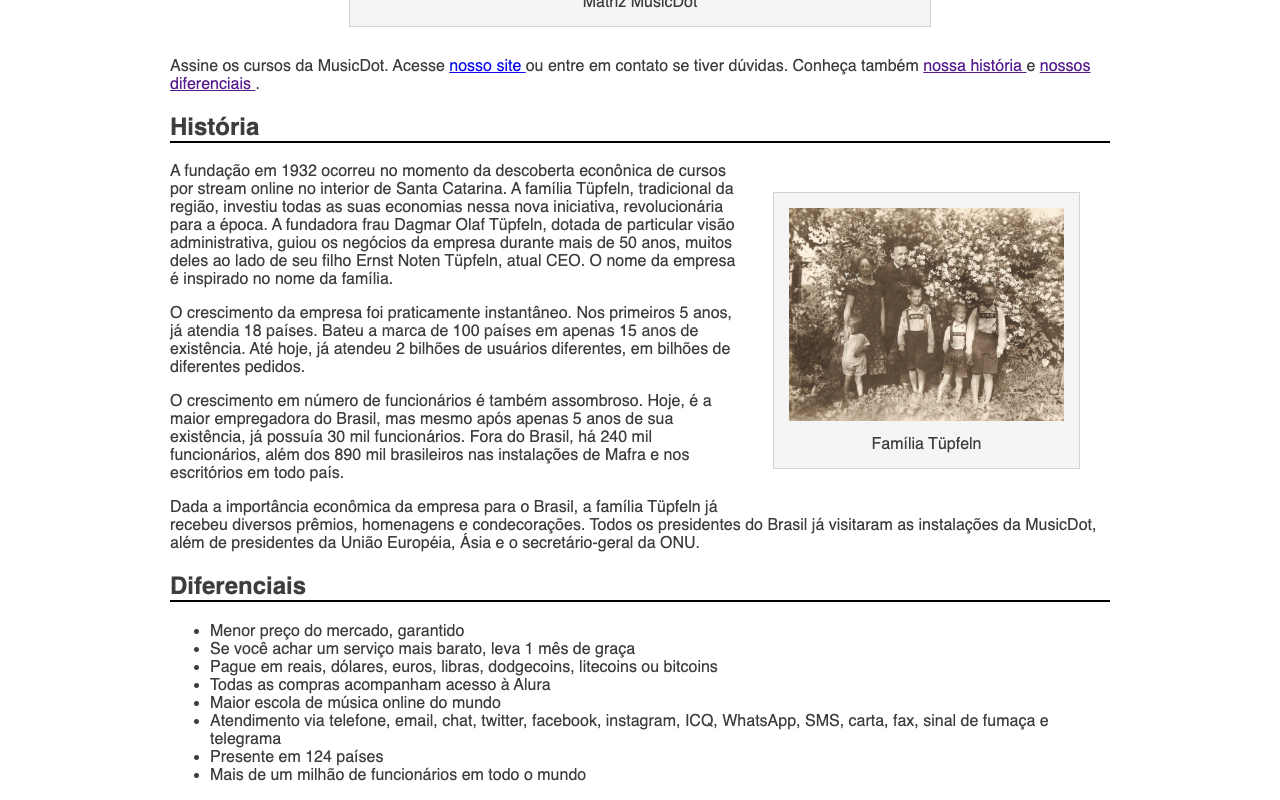 Matriz MusicDot
Assine os cursos da MusicDot. Acesse nosso site ou entre em contato se tiver dúvidas. Conheça também nossa história e nossos
diferenciais .
História
A fundação em 1932 ocorreu no momento da descoberta econônica de cursos
por stream online no interior de Santa Catarina. A família Tüpfeln, tradicional da
região, investiu todas as suas economias nessa nova iniciativa, revolucionária
para a época. A fundadora frau Dagmar Olaf Tüpfeln, dotada de particular visão
administrativa, guiou os negócios da empresa durante mais de 50 anos, muitos
deles ao lado de seu filho Ernst Noten Tüpfeln, atual CEO. O nome da empresa
é inspirado no nome da família.
O crescimento da empresa foi praticamente instantâneo. Nos primeiros 5 anos,
já atendia 18 países. Bateu a marca de 100 países em apenas 15 anos de
existência. Até hoje, já atendeu 2 bilhões de usuários diferentes, em bilhões de
diferentes pedidos.
O crescimento em número de funcionários é também assombroso. Hoje, é a
maior empregadora do Brasil, mas mesmo após apenas 5 anos de sua
existência, já possuía 30 mil funcionários. Fora do Brasil, há 240 mil
funcionários, além dos 890 mil brasileiros nas instalações de Mafra e nos
escritórios em todo país.
Família Tüpfeln
Dada a importância econômica da empresa para o Brasil, a família Tüpfeln já
recebeu diversos prêmios, homenagens e condecorações. Todos os presidentes do Brasil já visitaram as instalações da MusicDot,
além de presidentes da União Européia, Ásia e o secretário-geral da ONU.
Diferenciais
• Menor preço do mercado, garantido
• Se você achar um serviço mais barato, leva 1 mês de graça
• Pague em reais, dólares, euros, libras, dodgecoins, litecoins ou bitcoins
• Todas as compras acompanham acesso à Alura
• Maior escola de música online do mundo
• Atendimento via telefone, email, chat, twitter, facebook, instagram, ICQ, WhatsApp, SMS, carta, fax, sinal de fumaça e
telegrama
• Presente em 124 países
• Mais de um milhão de funcionários em todo o mundo